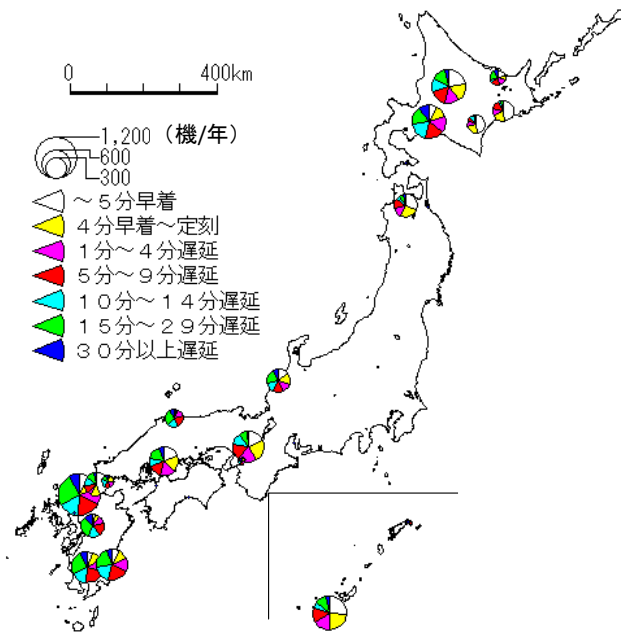 0 400km
1,200 (機/年)
600
300
～５分早着
４分早着～定刻
１分～４分遅延
５分～９分遅延
１０分～１４分遅延
１５分～２９分遅延
３０分以上遅延